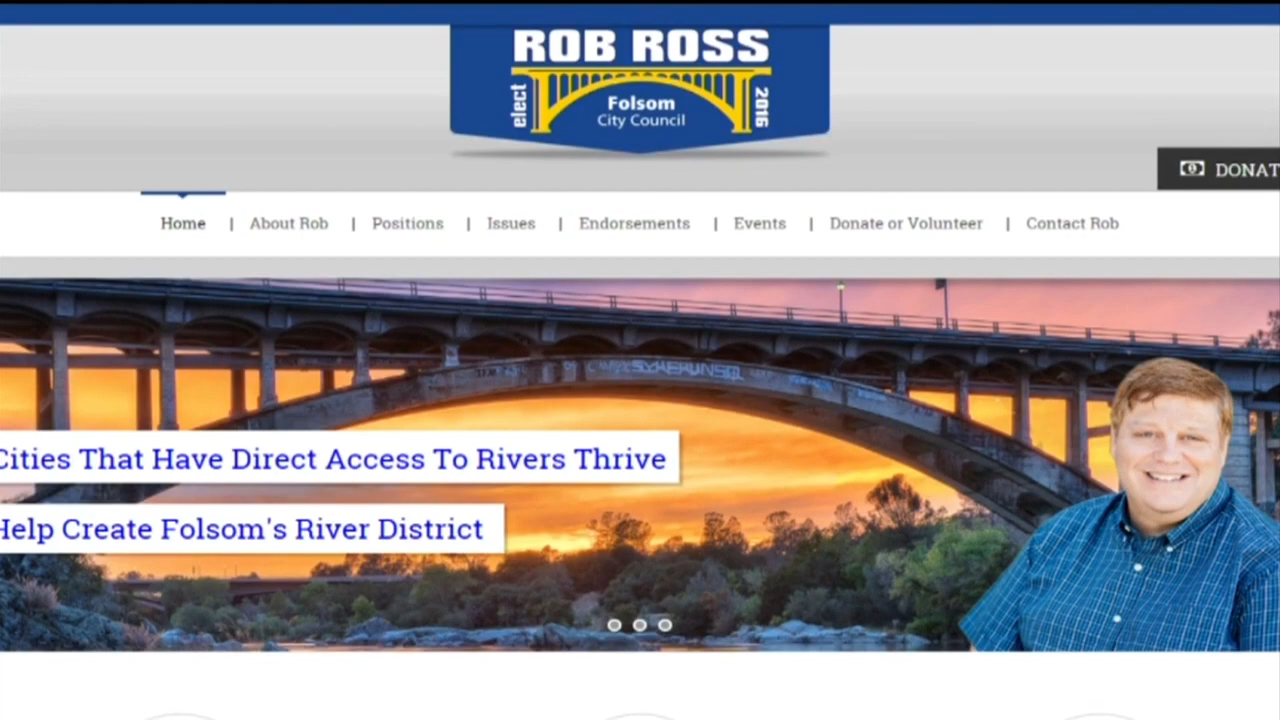 ROB ROSS
elect
Folsom
City Council
2016
DONAT
Home | About Rob | Positions | Issues | Endorsements | Events | Donate or Volunteer | Contact Rob
Cities That Have Direct Access To Rivers Thrive
Help Create Folsom's River District